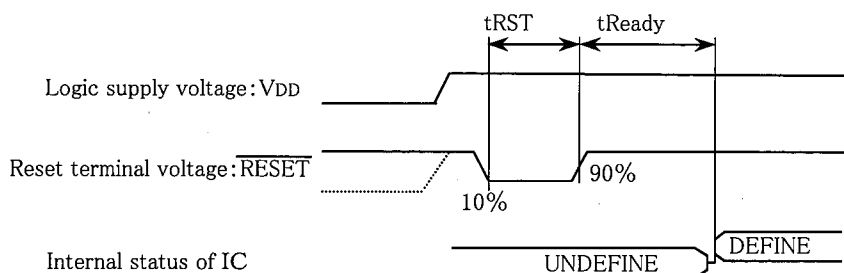 tRST
tReady
Logic supply voltage:VDD
Reset terminal voltage:RESET
90%
10%
Internal status of IC
UNDEFINE
DEFINE